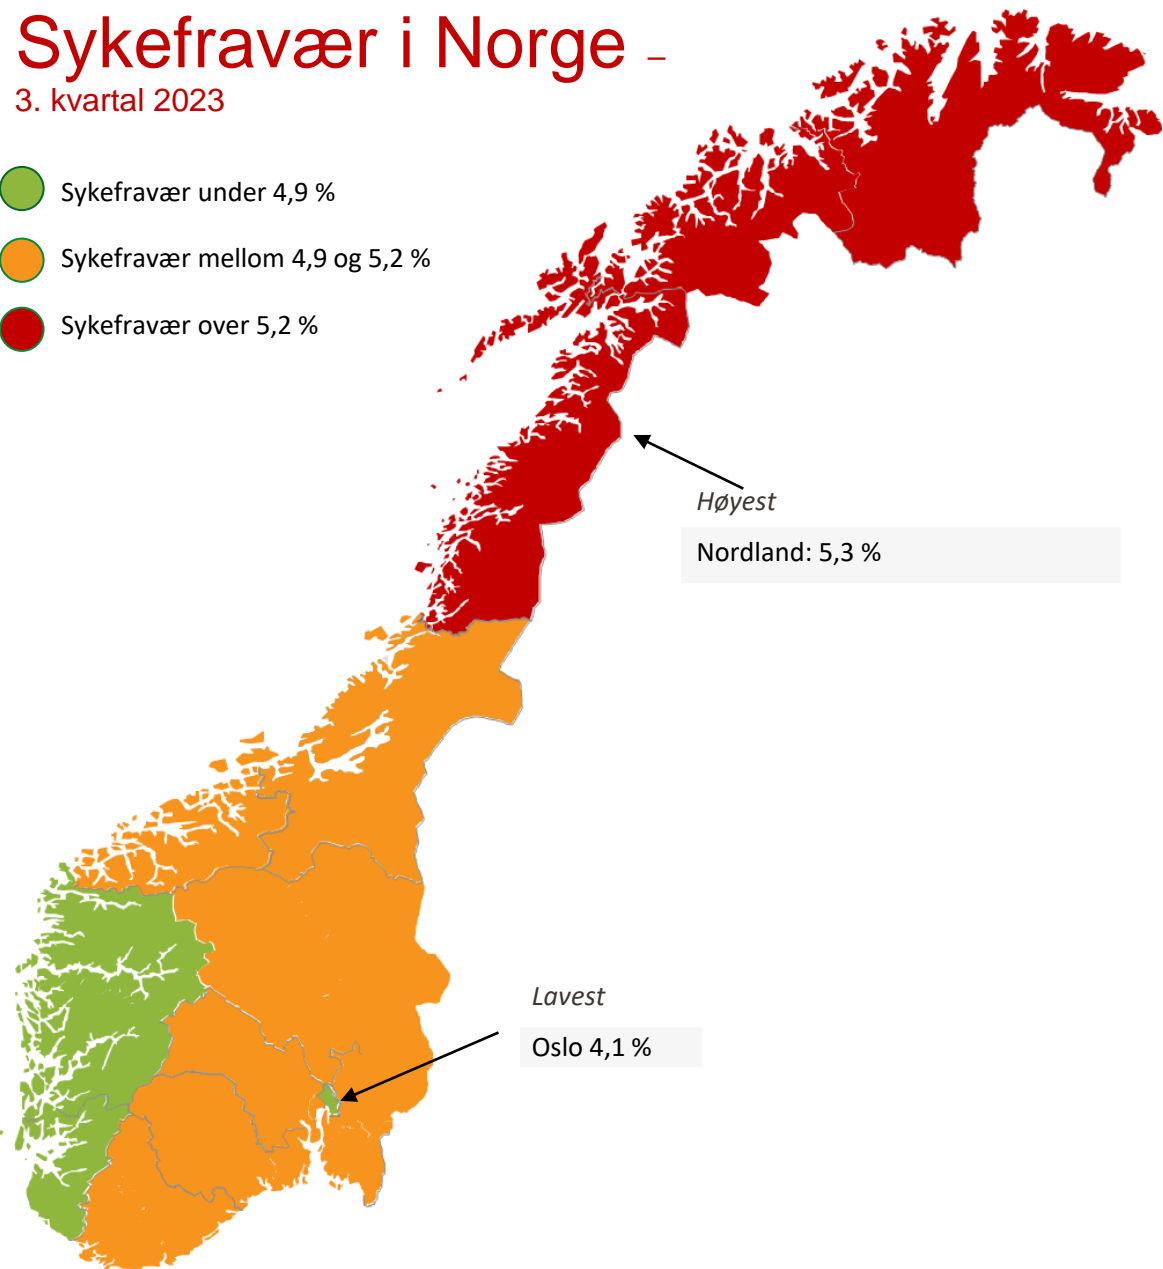 Sykefravær i Norge –
3. kvartal 2023
Sykefravær under 4,9 %
Sykefravær mellom 4,9 og 5,2 %
Sykefravær over 5,2 %
Høyest
Nordland: 5,3 %
Lavest
Oslo 4,1 %